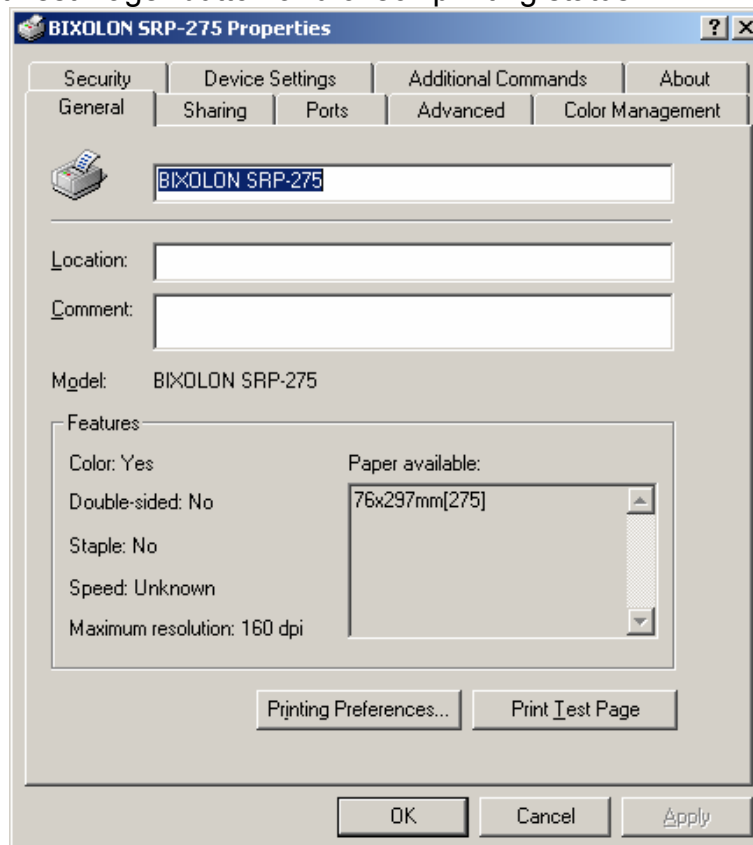 BIXOLON SRP-275 Properties
Security Device Settings Additional Commands About
General Sharing Ports Advanced Color Management
BIXOLON SRP-275
Location:
Comment:
Model: BIXOLON SRP-275
Features
Color: Yes
Paper available:
Double-sided: No
76x297mm[275]
Staple: No
Speed: Unknown
Maximum resolution: 160 dpi
Printing Preferences... Print Test Page
OK Cancel Apply